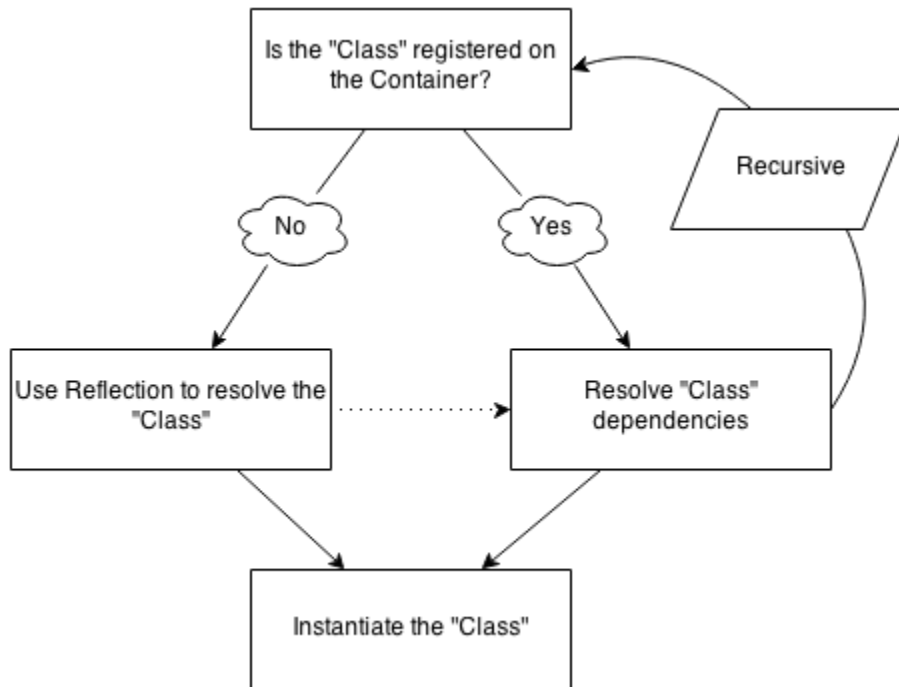 Is the "Class" registered on
the Container?
Recursive
No
Yes
Use Reflection to resolve the
"Class"
Resolve "Class"
dependencies
Instantiate the "Class"